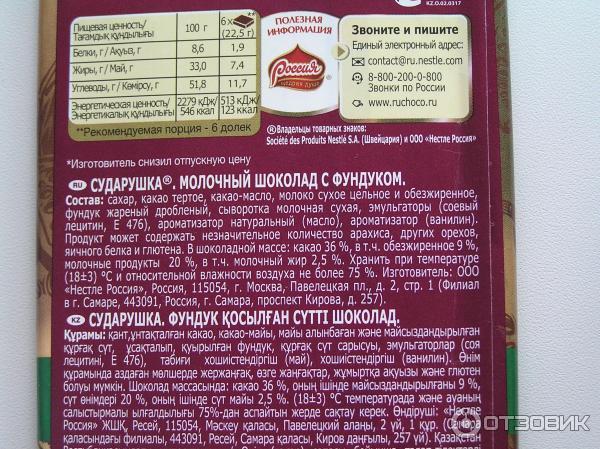 KZ.O.02.0317
Пищевая ценность/ Тағамдық құндылығы 100 г 6х (22,5 г)
Белки, г / Ақуыз, г 8,6 1,9
Жиры, г / Май, г 33,0 7,4
Углеводы, г / Көмірсу, г 51,8 11,7
Энергетическая ценность/ Энергетикалық құндылығы 2279 кДж/ 546 ккал 513 кДж/ 123 ккал
**Рекомендуемая порция - 6 долек
ПОЛЕЗНАЯ
ИНФОРМАЦИЯ
Россия
щедрая душа
Звоните и пишите
Единый электронный адрес:
contact@ru.nestle.com
8-800-200-0-800
Звонки по России
www.ruchoco.ru
®Владельцы товарных знаков:
Société des Produits Nestlé S.A. (Швейцария) и ООО «Нестле Россия»
*Изготовитель снизил отпускную цену
RU СУДАРУШКА®. МОЛОЧНЫЙ ШОКОЛАД С ФУНДУКОМ.
Состав: сахар, какао тертое, какао-масло, молоко сухое цельное и обезжиренное,
фундук жареный дробленый, сыворотка молочная сухая, эмульгаторы (соевый
лецитин, Е 476), ароматизатор натуральный (масло), ароматизатор (ванилин).
Продукт может содержать незначительное количество арахиса, других орехов,
яичного белка и глютена. В шоколадной массе: какао 36 %, в т.ч. обезжиренное 9 %,
молочные продукты 20 %, в т.ч. молочный жир 2,5 %. Хранить при температуре
(18±3) °С и относительной влажности воздуха не более 75 %. Изготовитель: ООО
«Нестле Россия», Россия, 115054, г. Москва, Павелецкая пл., д. 2, стр. 1 (Филиал
в г. Самаре, 443091, Россия, г. Самара, проспект Кирова, д. 257).
KZ СУДАРУШКА. ФУНДУК ҚОСЫЛҒАН СҮТТІ ШОКОЛАД.
Құрамы: қант,ұнтақталған какао, какао-майы, майы алынбаған және майсыздандырылған
құрғақ сүт, ұсақталып, қуырылған фундук, құрғақ сүт сарысуы, эмульгаторлар (соя
лецитині, Е 476), табиғи хошиістендіргіш (май), хошиістендіргіш (ванилин). Өнім
құрамында аздаған мөлшерде жержаңғақ, өзге жаңғақтар, жұмыртқа ақуызы және глютен
болуы мүмкін. Шоколад массасында: какао 36 %, оның ішінде майсыздандырылғаны 9 %,
сүт өнімдері 20 %, оның ішінде сүт майы 2,5 %. (18±3) °С температурада және ауаның
салыстырмалы ылғалдылығы 75%-дан аспайтын жерде сақтау керек. Өндіруші: «Нестле
Россия» ЖШҚ, Ресей, 115054, Мәскеу қаласы, Павелецкий алаңы, 2 үй, 1 құр. (Самара
қаласындағы филиалы, 443091, Ресей, Самара қаласы, Киров даңғылы, 257 үй). Қазақстан
ОТЗОВИК